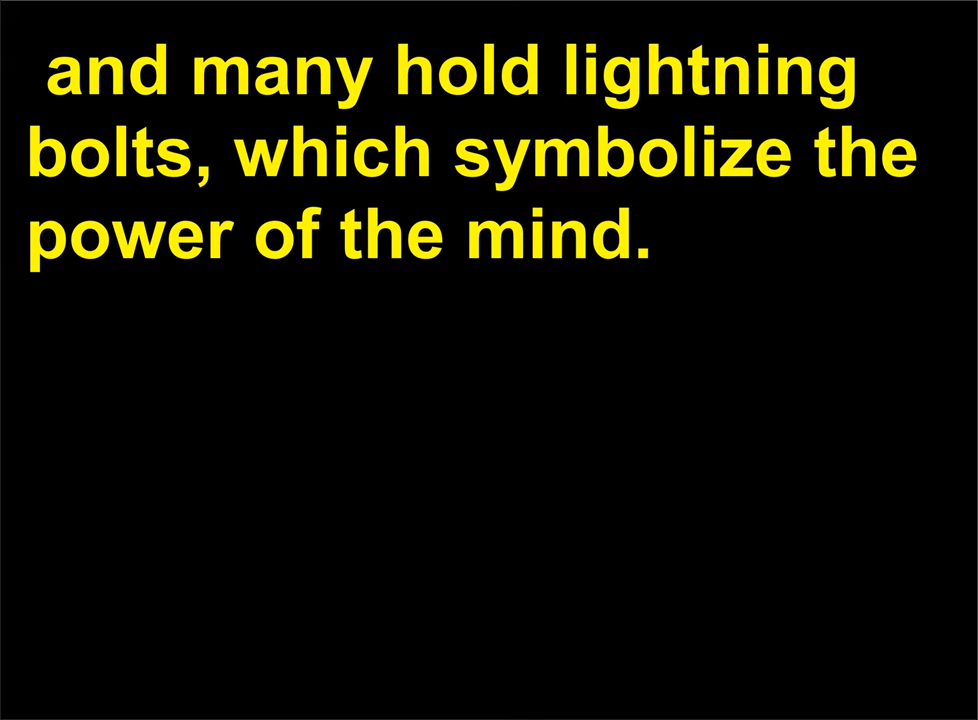 and many hold lightning
bolts, which symbolize the
power of the mind.